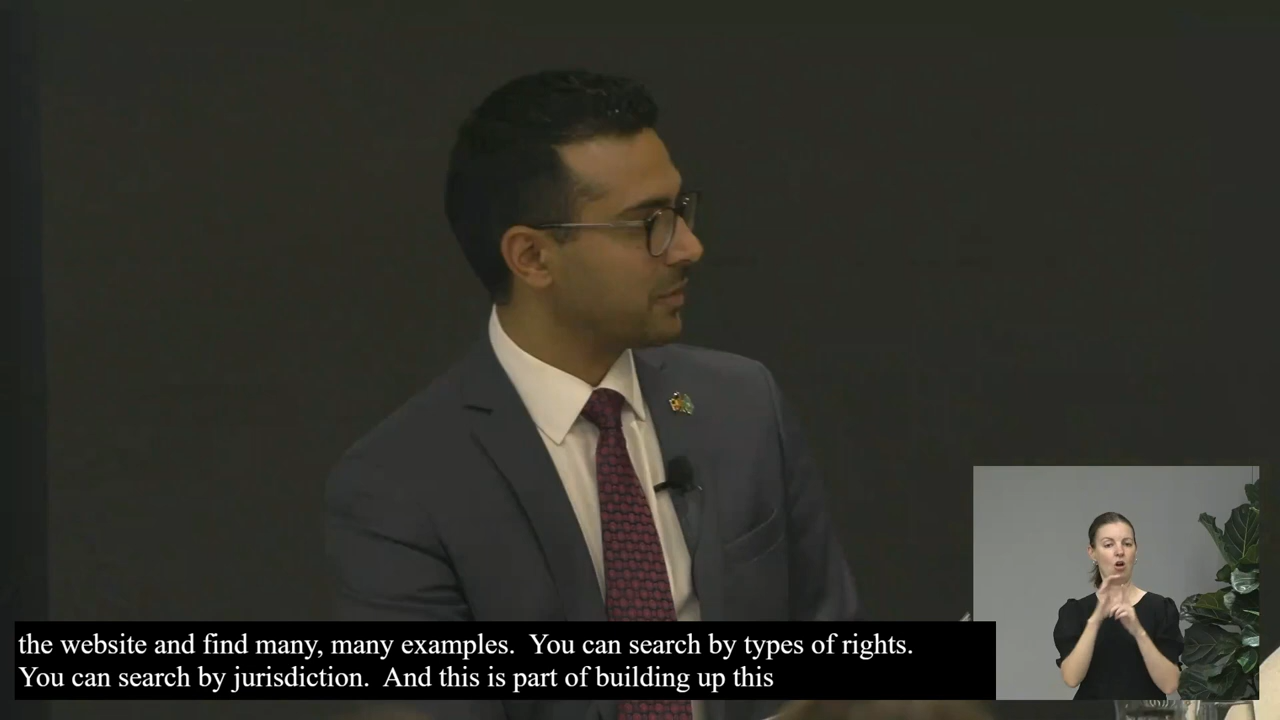 the website and find many, many examples.  You can search by types of rights.
You can search by jurisdiction.  And this is part of building up this